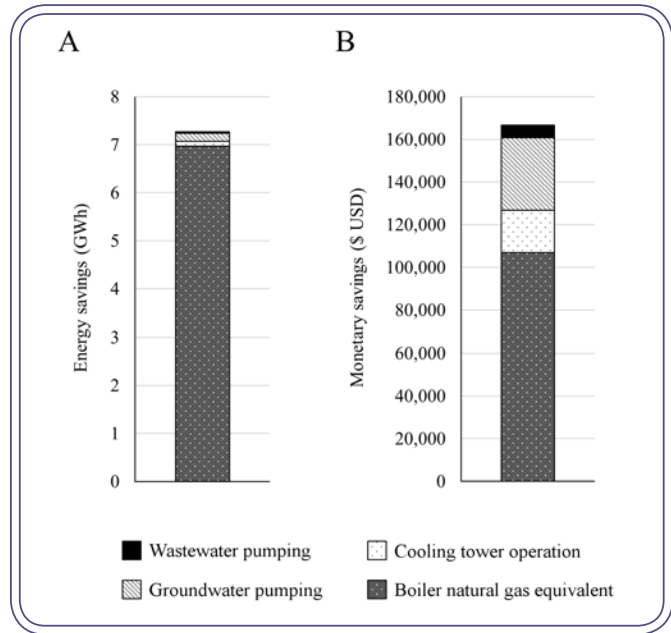 A
B
Energy savings (GWh)
8
7
6
5
4
3
2
1
0
Monetary savings ($ USD)
180,000
160,000
140,000
120,000
100,000
80,000
60,000
40,000
20,000
0
Wastewater pumping
Cooling tower operation
Groundwater pumping
Boiler natural gas equivalent